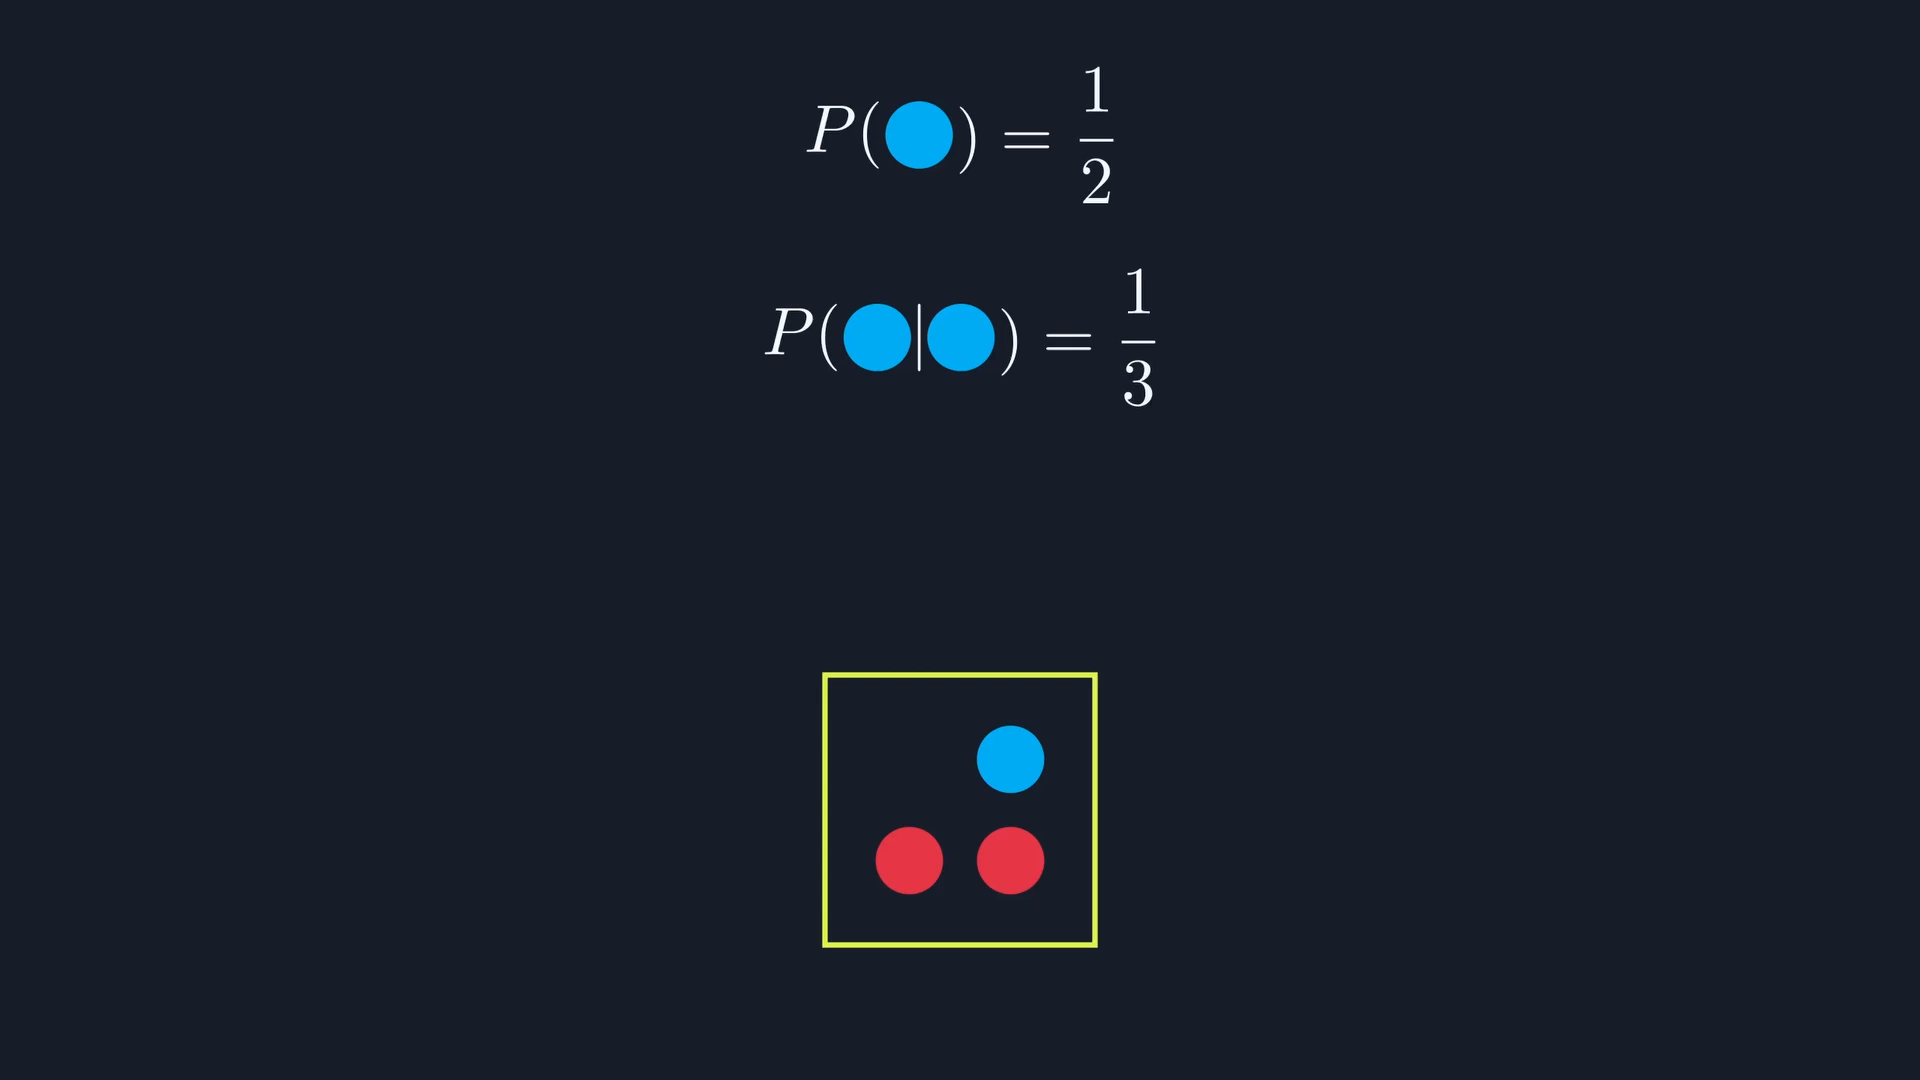 P(🔵) = 1/2
P(🔵|🔵) = 1/3